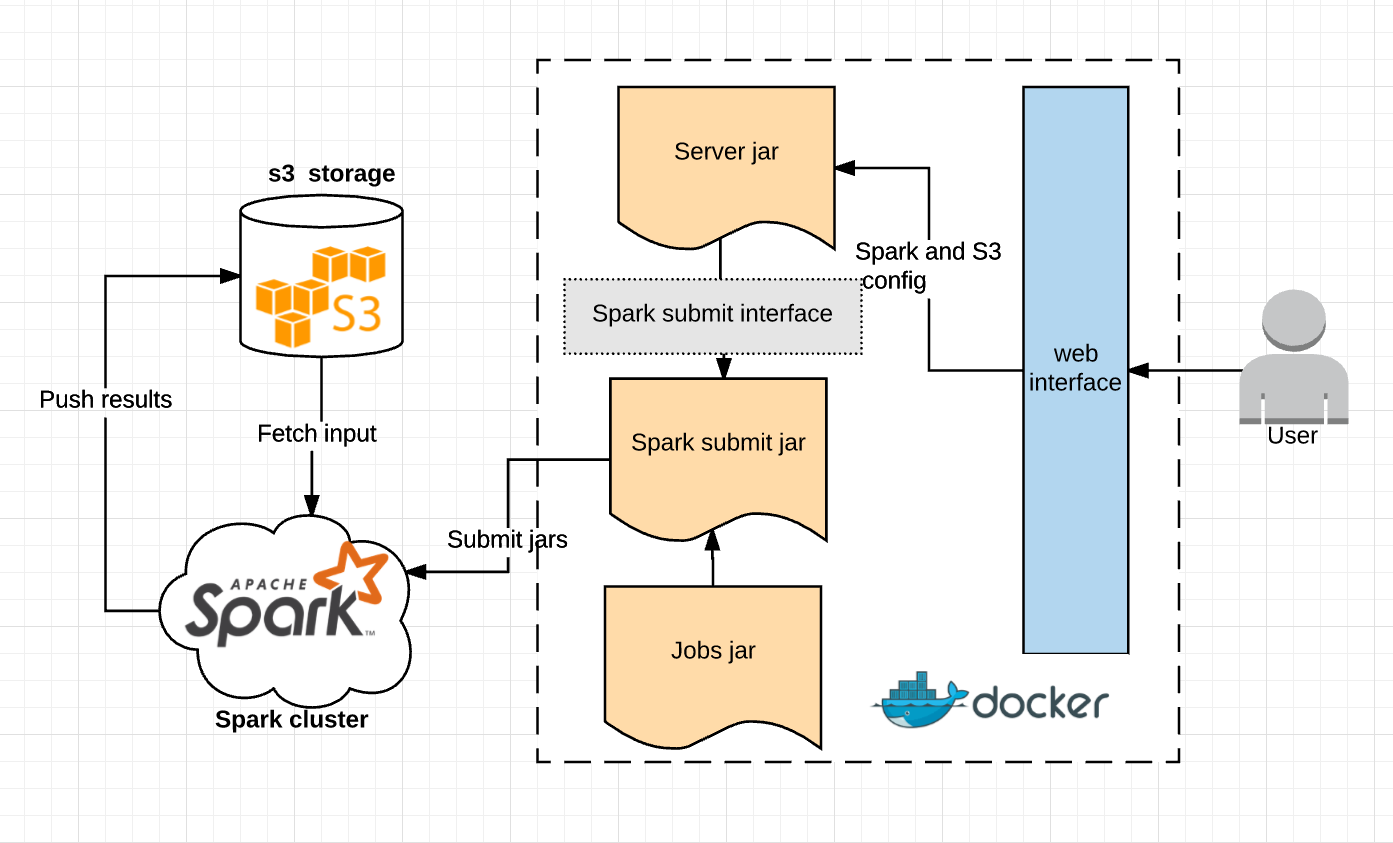 s3 storage
S3
Push results
Fetch input
APACHE
Spark™
Spark cluster
Submit jars
Server jar
Spark and S3
config
Spark submit interface
Spark submit jar
Jobs jar
web
interface
docker
User